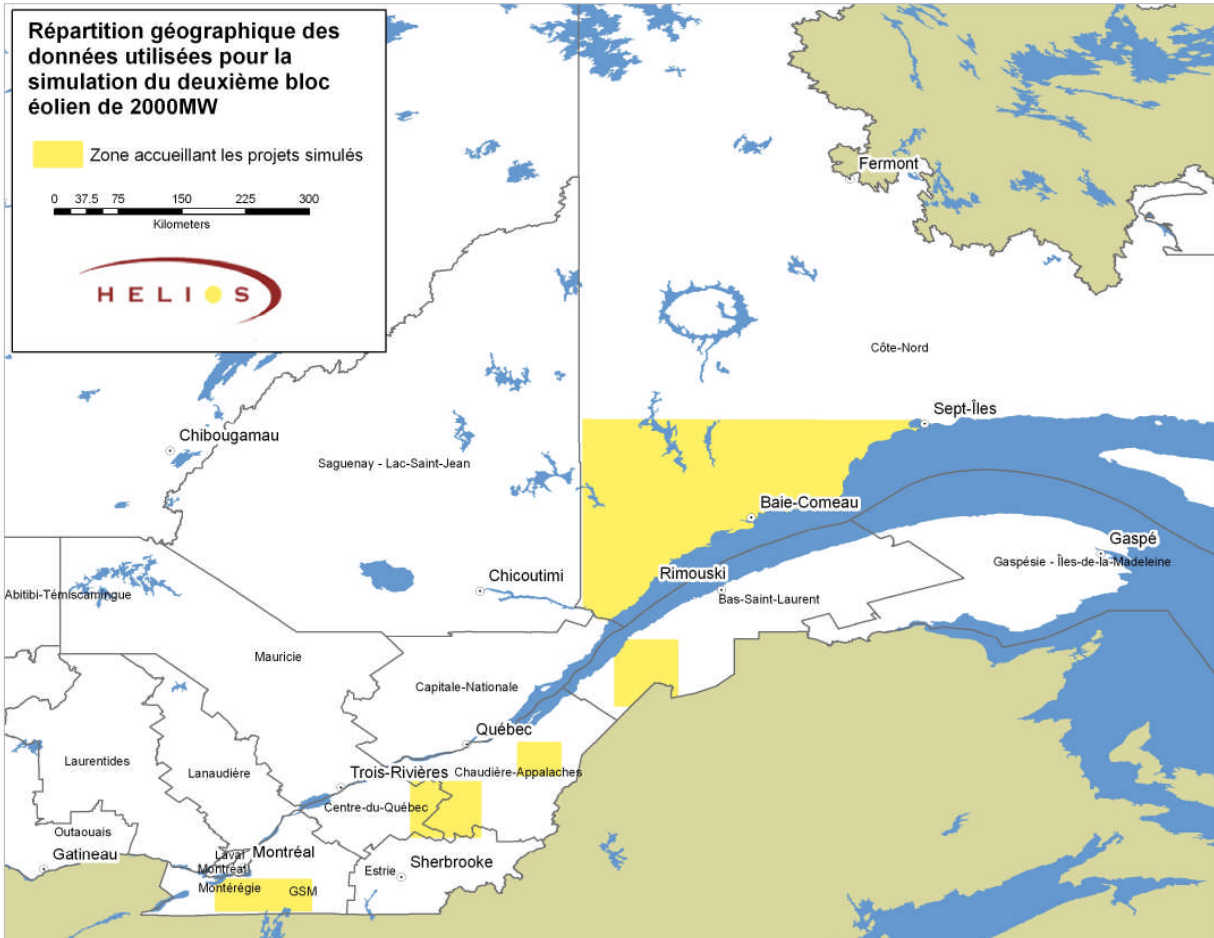 Répartition géographique des
données utilisées pour la
simulation du deuxième bloc
éolien de 2000MW
Zone accueillant les projets simulés
0 37.5 75 150 225 300
Kilometers
HELIOS
Fermont
Côte-Nord
Sept-Îles
Chibougamau
Saguenay - Lac-Saint-Jean
Baie-Comeau
Gaspé
Gaspésie - Îles-de-la-Madeleine
Chicoutimi
Rimouski
Bas-Saint-Laurent
Abitibi-Témiscamingue
Mauricie
Capitale-Nationale
Québec
Laurentides
Lanaudière
Trois-Rivières
Chaudière-Appalaches
Centre-du-Québec
Outaouais
Gatineau
Laval
Montréal
Montréal
Sherbrooke
Estrie
Montérégie
GSM